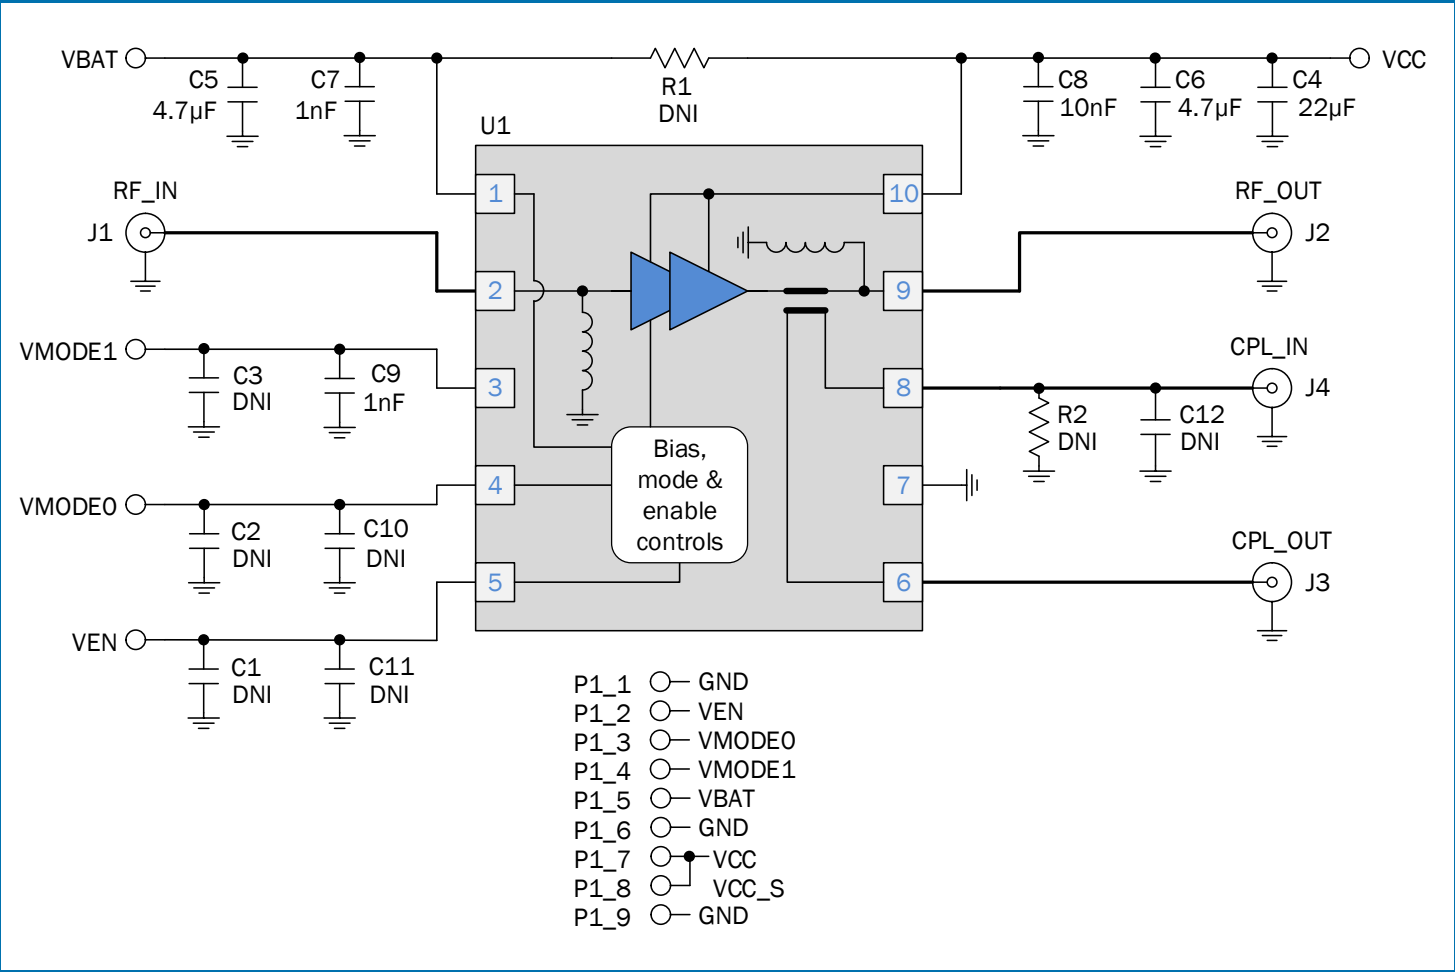 VBAT
C5
4.7µF
C7
1nF
R1
DNI
C8
10nF
C6
4.7µF
C4
22µF
VCC
U1
RF_IN
J1
RF_OUT
J2
1
2
3
4
5
10
9
8
7
6
VMODE1
C3
DNI
C9
1nF
CPL_IN
J4
R2
DNI
C12
DNI
Bias,
mode &
enable
controls
VMODE0
C2
DNI
C10
DNI
CPL_OUT
J3
VEN
C1
DNI
C11
DNI
P1_1 GND
P1_2 VEN
P1_3 VMODE0
P1_4 VMODE1
P1_5 VBAT
P1_6 GND
P1_7 VCC
P1_8 VCC_S
P1_9 GND